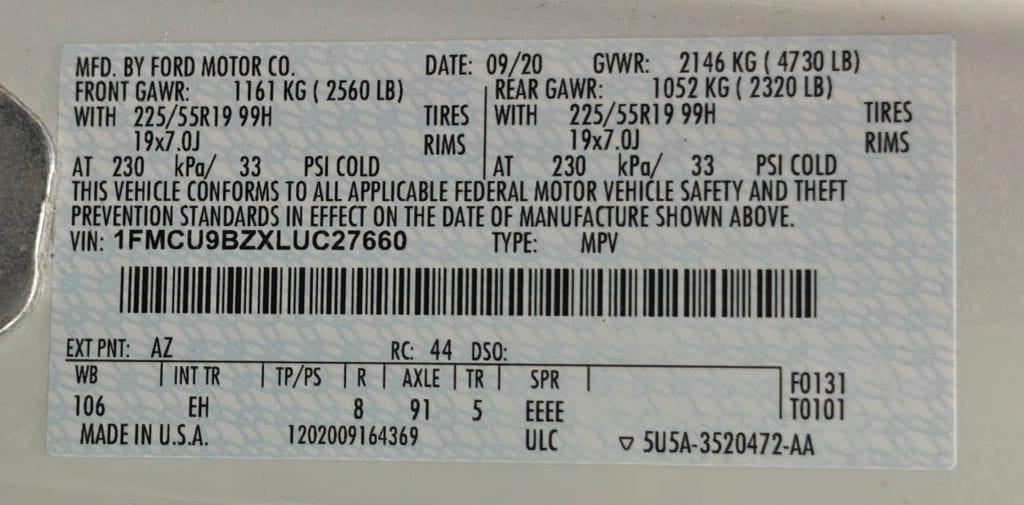 MFD. BY FORD MOTOR CO. DATE: 09/20 GVWR: 2146 KG ( 4730 LB)
FRONT GAWR: 1161 KG ( 2560 LB) REAR GAWR: 1052 KG ( 2320 LB)
WITH 225/55R19 99H TIRES WITH 225/55R19 99H TIRES
19x7.0J RIMS 19x7.0J RIMS
AT 230 kPa/ 33 PSI COLD AT 230 kPa/ 33 PSI COLD
THIS VEHICLE CONFORMS TO ALL APPLICABLE FEDERAL MOTOR VEHICLE SAFETY AND THEFT
PREVENTION STANDARDS IN EFFECT ON THE DATE OF MANUFACTURE SHOWN ABOVE.
VIN: 1FMCU9BZXLUC27660 TYPE: MPV
EXT PNT: AZ RC: 44 DSO:
WB INT TR TP/PS R AXLE TR SPR F0131
106 EH 8 91 5 EEEE T0101
MADE IN U.S.A. 1202009164369 ULC ▽ 5U5A-3520472-AA